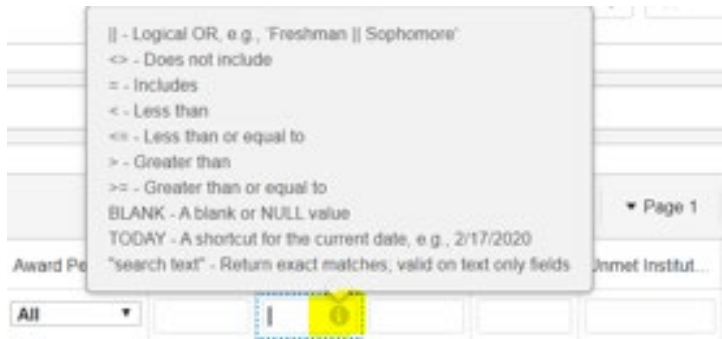 || - Logical OR, e.g., 'Freshman || Sophomore'
<> - Does not include
= - Includes
< - Less than
<= - Less than or equal to
> - Greater than
>= - Greater than or equal to
BLANK - A blank or NULL value
TODAY - A shortcut for the current date, e.g., 2/17/2020
"search text" - Return exact matches, valid on text only fields
Page 1
Award Pe
Unmet Institut...
All